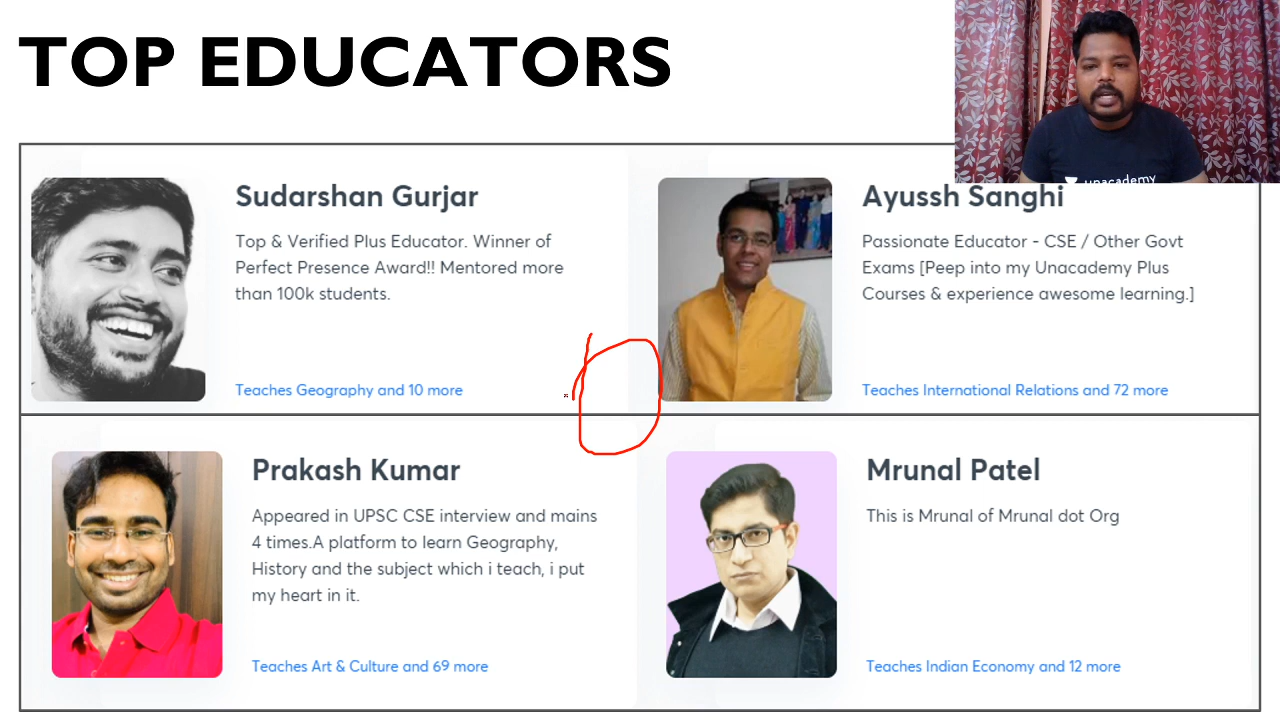 TOP EDUCATORS
unacademy
Sudarshan Gurjar
Top & Verified Plus Educator. Winner of
Perfect Presence Award!! Mentored more
than 100k students.
Teaches Geography and 10 more
Ayussh Sanghi
Passionate Educator - CSE / Other Govt
Exams [Peep into my Unacademy Plus
Courses & experience awesome learning.]
Teaches International Relations and 72 more
Prakash Kumar
Appeared in UPSC CSE interview and mains
4 times.A platform to learn Geography,
History and the subject which i teach, i put
my heart in it.
Teaches Art & Culture and 69 more
Mrunal Patel
This is Mrunal of Mrunal dot Org
Teaches Indian Economy and 12 more